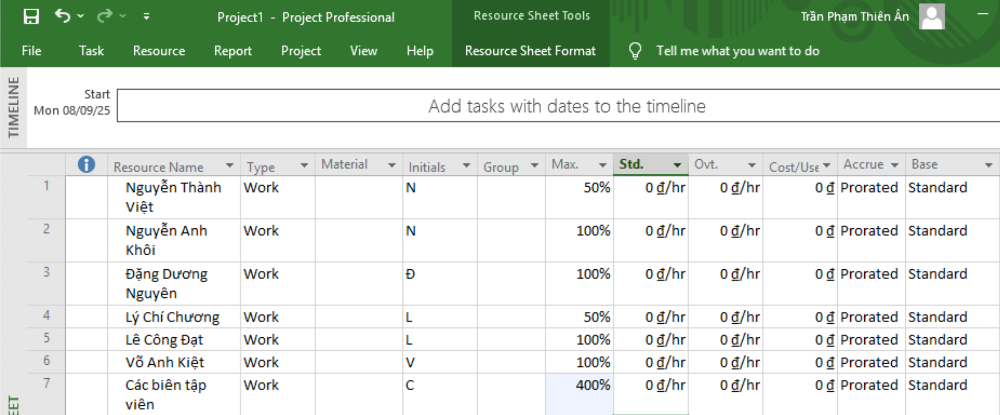 Project1 - Project Professional
Resource Sheet Tools
Trần Phạm Thiên Ân
File Task Resource Report Project View Help Resource Sheet Format Tell me what you want to do
TIMELINE
Start
Mon 08/09/25
Add tasks with dates to the timeline
Resource Name Type Material Initials Group Max. Std. Ovt. Cost/Use Accrue Base
1 Nguyễn Thành Việt Work N 50% 0 ₫/hr 0 ₫/hr 0 ₫ Prorated Standard
2 Nguyễn Anh Khôi Work N 100% 0 ₫/hr 0 ₫/hr 0 ₫ Prorated Standard
3 Đặng Dương Nguyên Work Đ 100% 0 ₫/hr 0 ₫/hr 0 ₫ Prorated Standard
4 Lý Chí Chương Work L 50% 0 ₫/hr 0 ₫/hr 0 ₫ Prorated Standard
5 Lê Công Đạt Work L 100% 0 ₫/hr 0 ₫/hr 0 ₫ Prorated Standard
6 Võ Anh Kiệt Work V 100% 0 ₫/hr 0 ₫/hr 0 ₫ Prorated Standard
7 Các biên tập viên Work C 400% 0 ₫/hr 0 ₫/hr 0 ₫ Prorated Standard